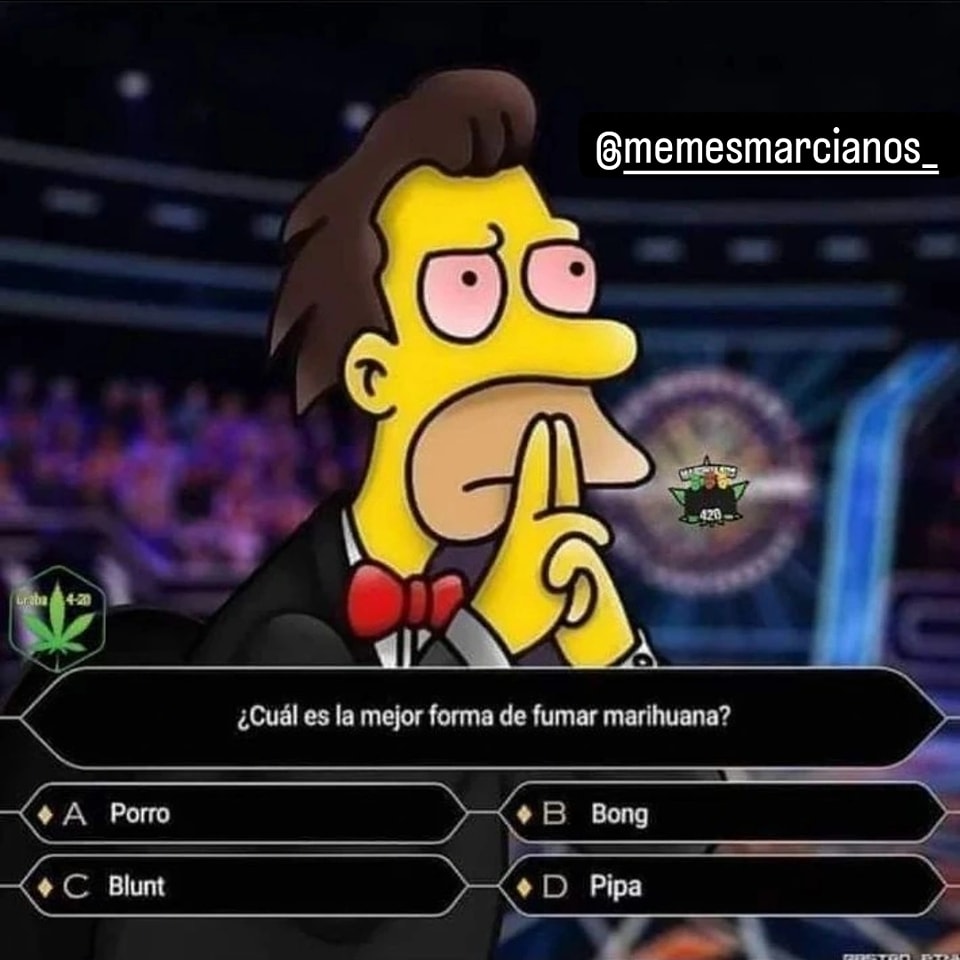 @memesmarcianos_
420
4-20
¿Cuál es la mejor forma de fumar marihuana?
A Porro
B Bong
C Blunt
D Pipa